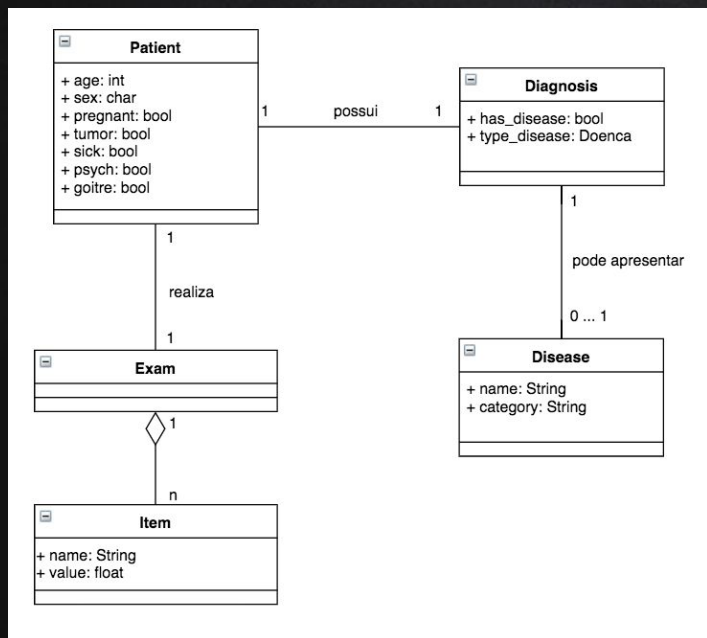 Patient
+ age: int
+ sex: char
+ pregnant: bool
+ tumor: bool
+ sick: bool
+ psych: bool
+ goitre: bool
1
possui
1
Diagnosis
+ has_disease: bool
+ type_disease: Doenca
1
pode apresentar
0 ... 1
Disease
+ name: String
+ category: String
1
realiza
1
Exam
1
n
Item
+ name: String
+ value: float